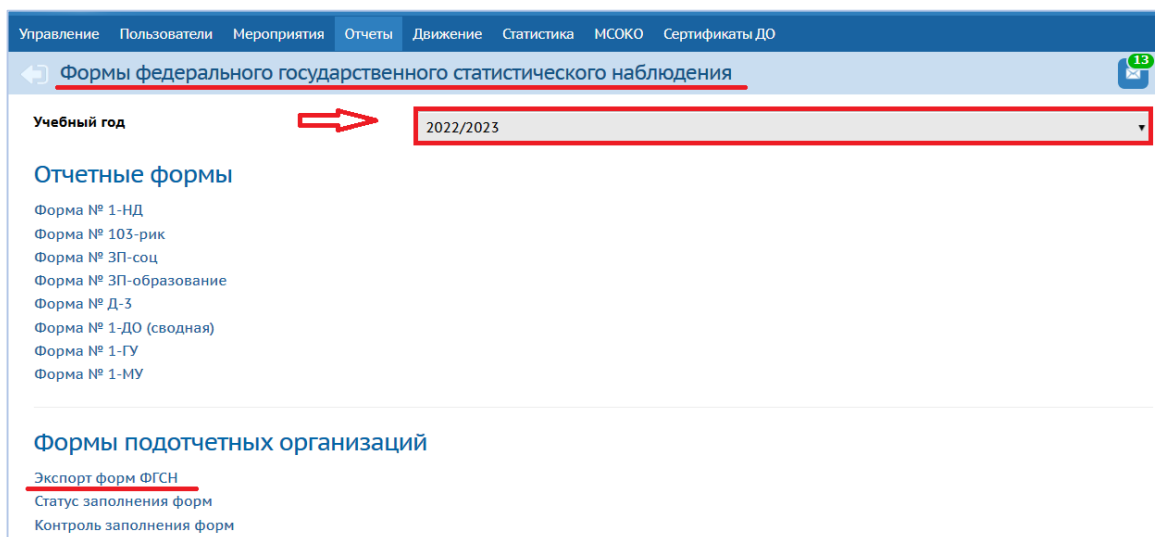 Управление Пользователи Мероприятия Отчеты Движение Статистика МСОКО Сертификаты ДО
Формы федерального государственного статистического наблюдения 13
Учебный год 2022/2023
Отчетные формы
Форма № 1-НД
Форма № 103-рик
Форма № ЗП-соц
Форма № ЗП-образование
Форма № Д-3
Форма № 1-ДО (сводная)
Форма № 1-ГУ
Форма № 1-МУ
Формы подотчетных организаций
Экспорт форм ФГСН
Статус заполнения форм
Контроль заполнения форм